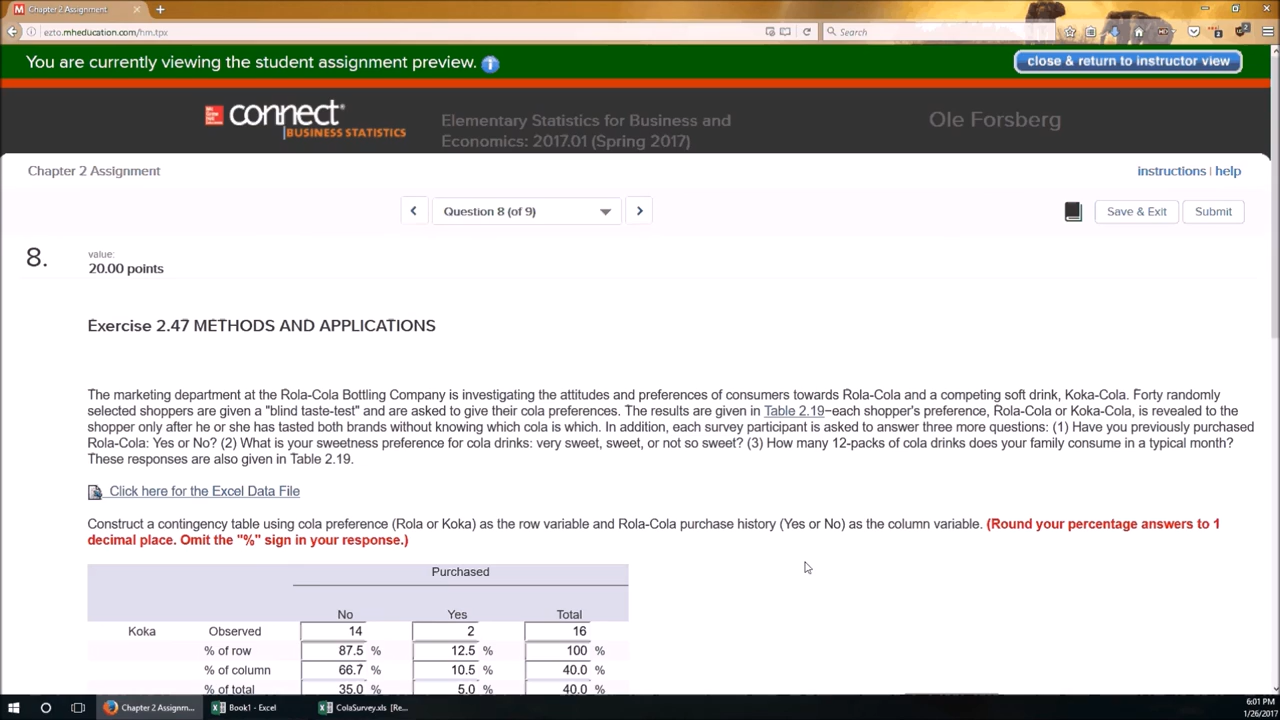 Chapter 2 Assignment
ezto.mheducation.com/hm.tpx
Search
You are currently viewing the student assignment preview.
close & return to instructor view
Mc Graw Hill Education
connect
BUSINESS STATISTICS
Elementary Statistics for Business and
Economics: 2017.01 (Spring 2017)
Ole Forsberg
Chapter 2 Assignment
instructions | help
Question 8 (of 9)
Save & Exit
Submit
8.
value:
20.00 points
Exercise 2.47 METHODS AND APPLICATIONS
The marketing department at the Rola-Cola Bottling Company is investigating the attitudes and preferences of consumers towards Rola-Cola and a competing soft drink, Koka-Cola. Forty randomly
selected shoppers are given a "blind taste-test" and are asked to give their cola preferences. The results are given in Table 2.19−each shopper's preference, Rola-Cola or Koka-Cola, is revealed to the
shopper only after he or she has tasted both brands without knowing which cola is which. In addition, each survey participant is asked to answer three more questions: (1) Have you previously purchased
Rola-Cola: Yes or No? (2) What is your sweetness preference for cola drinks: very sweet, sweet, or not so sweet? (3) How many 12-packs of cola drinks does your family consume in a typical month?
These responses are also given in Table 2.19.
Click here for the Excel Data File
Construct a contingency table using cola preference (Rola or Koka) as the row variable and Rola-Cola purchase history (Yes or No) as the column variable. (Round your percentage answers to 1
decimal place. Omit the "%" sign in your response.)
Purchased
No Yes Total
Koka Observed 14 2 16
% of row 87.5 % 12.5 % 100 %
% of column 66.7 % 10.5 % 40.0 %
% of total 35.0 % 5.0 % 40.0 %
Chapter 2 Assignm...
Book1 - Excel
ColaSurvey.xls [Re...
6:01 PM
1/26/2017